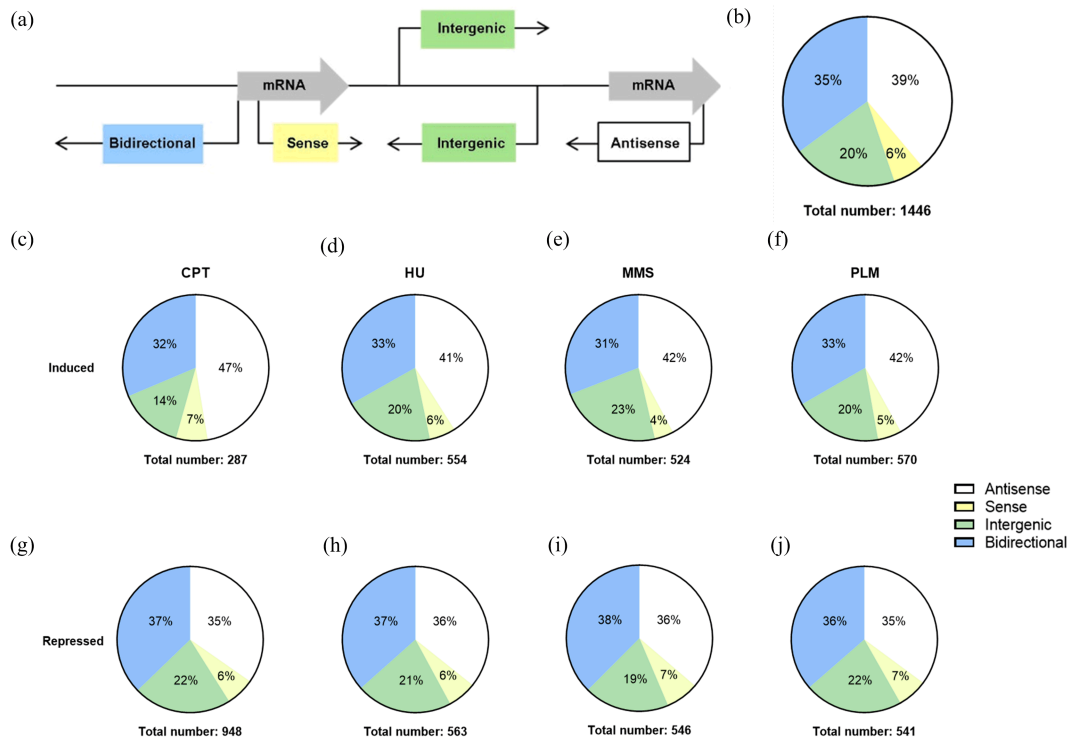 (a)
(b)
Intergenic
mRNA
mRNA
Bidirectional
Sense
Intergenic
Antisense
35%
39%
20%
6%
Total number: 1446
(c)
(d)
(e)
(f)
CPT
HU
MMS
PLM
Induced
32%
47%
14%
7%
33%
41%
20%
6%
31%
42%
23%
4%
33%
42%
20%
5%
Total number: 287
Total number: 554
Total number: 524
Total number: 570
Antisense
Sense
Intergenic
Bidirectional
(g)
(h)
(i)
(j)
Repressed
37%
35%
22%
6%
37%
36%
21%
6%
38%
36%
19%
7%
36%
35%
22%
7%
Total number: 948
Total number: 563
Total number: 546
Total number: 541